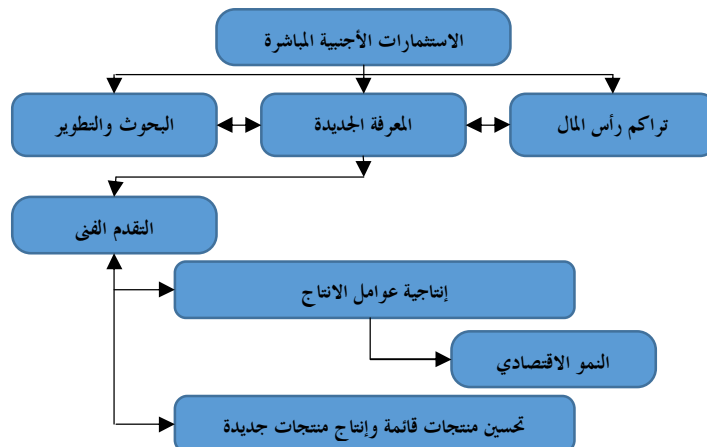 الاستثمارات الأجنبية المباشرة
تراكم رأس المال
المعرفة الجديدة
البحوث والتطوير
التقدم الفنى
إنتاجية عوامل الانتاج
النمو الاقتصادي
تحسين منتجات قائمة وإنتاج منتجات جديدة